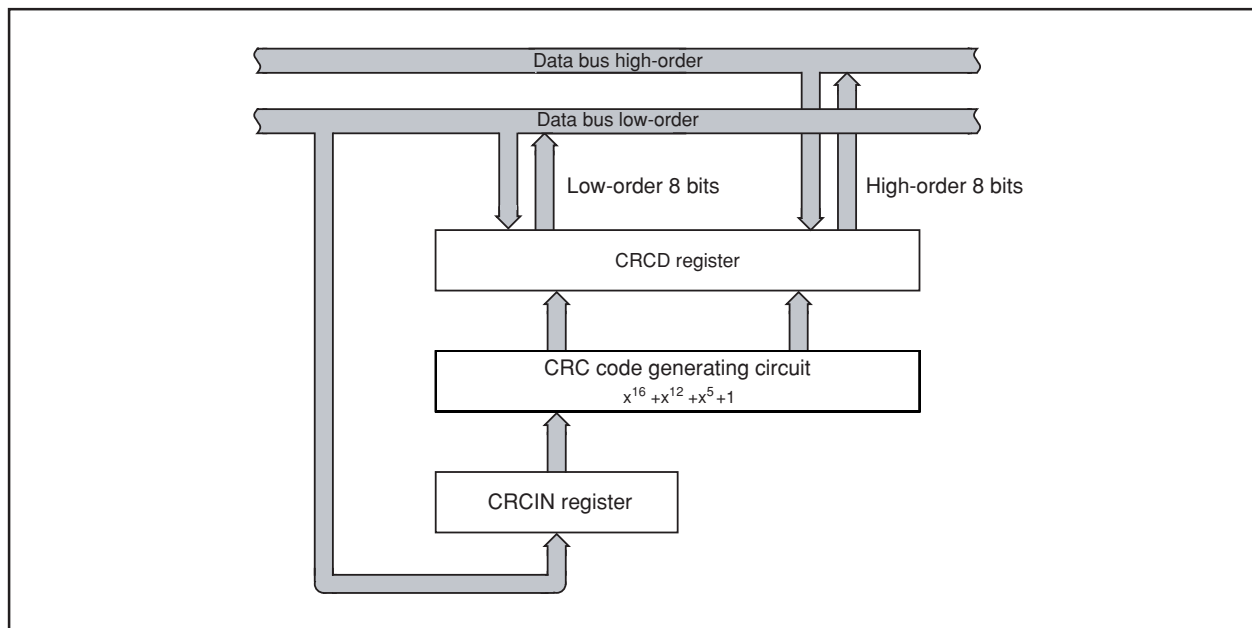 Data bus high-order
Data bus low-order
Low-order 8 bits
High-order 8 bits
CRCD register
CRC code generating circuit
x¹⁶ +x¹² +x⁵ +1
CRCIN register